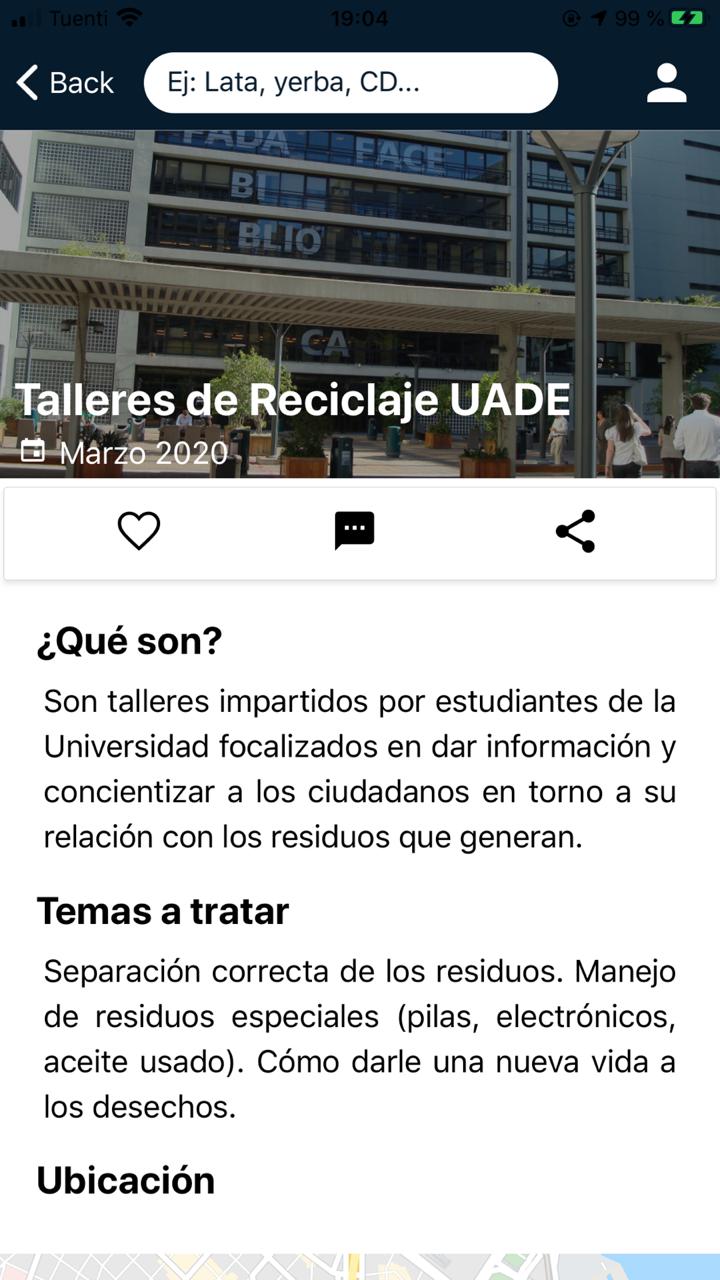 Tuenti 19:04 99 %
Back Ej: Lata, yerba, CD...
FADA FACE
BI
BLIO
CA
Talleres de Reciclaje UADE
Marzo 2020
¿Qué son?
Son talleres impartidos por estudiantes de la
Universidad focalizados en dar información y
concientizar a los ciudadanos en torno a su
relación con los residuos que generan.
Temas a tratar
Separación correcta de los residuos. Manejo
de residuos especiales (pilas, electrónicos,
aceite usado). Cómo darle una nueva vida a
los desechos.
Ubicación